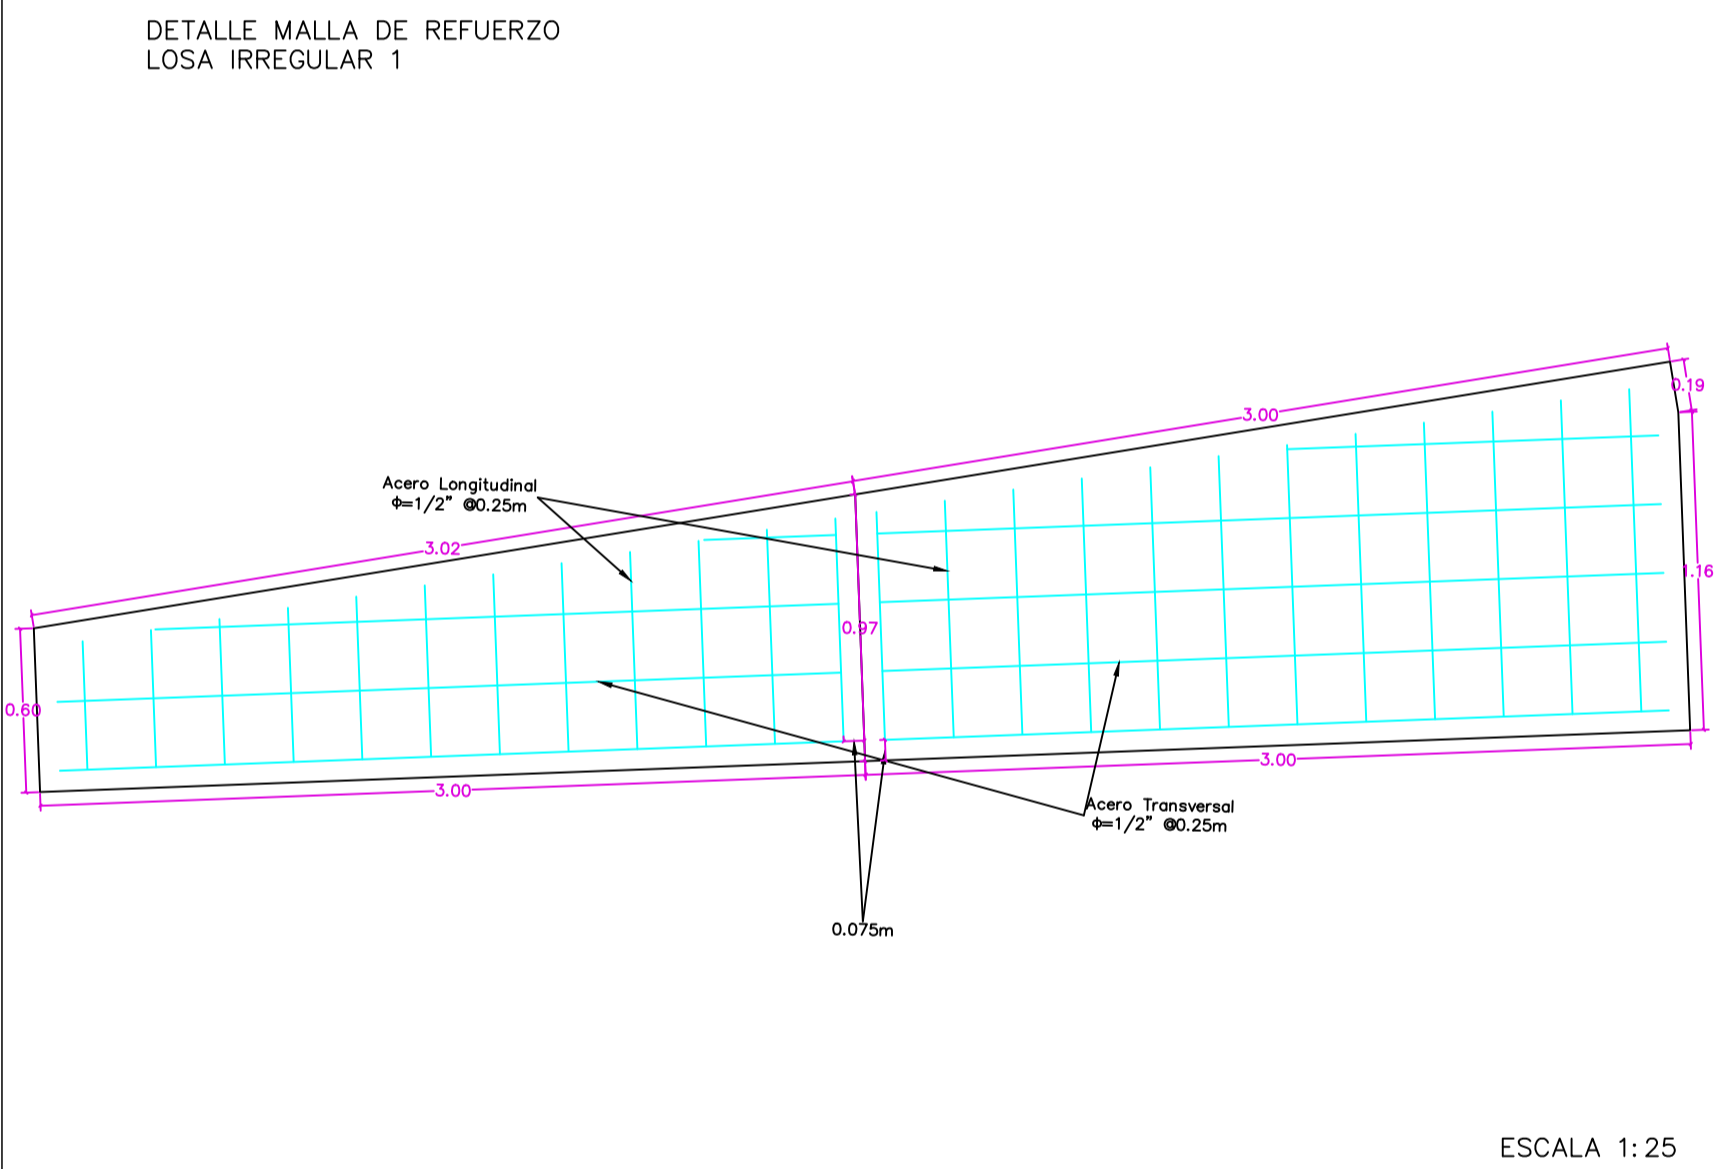 DETALLE MALLA DE REFUERZO
LOSA IRREGULAR 1
0.19
3.00
Acero Longitudinal
ϕ=1/2" @0.25m
3.02
1.16
0.97
0.60
3.00
3.00
Acero Transversal
ϕ=1/2" @0.25m
0.075m
ESCALA 1:25